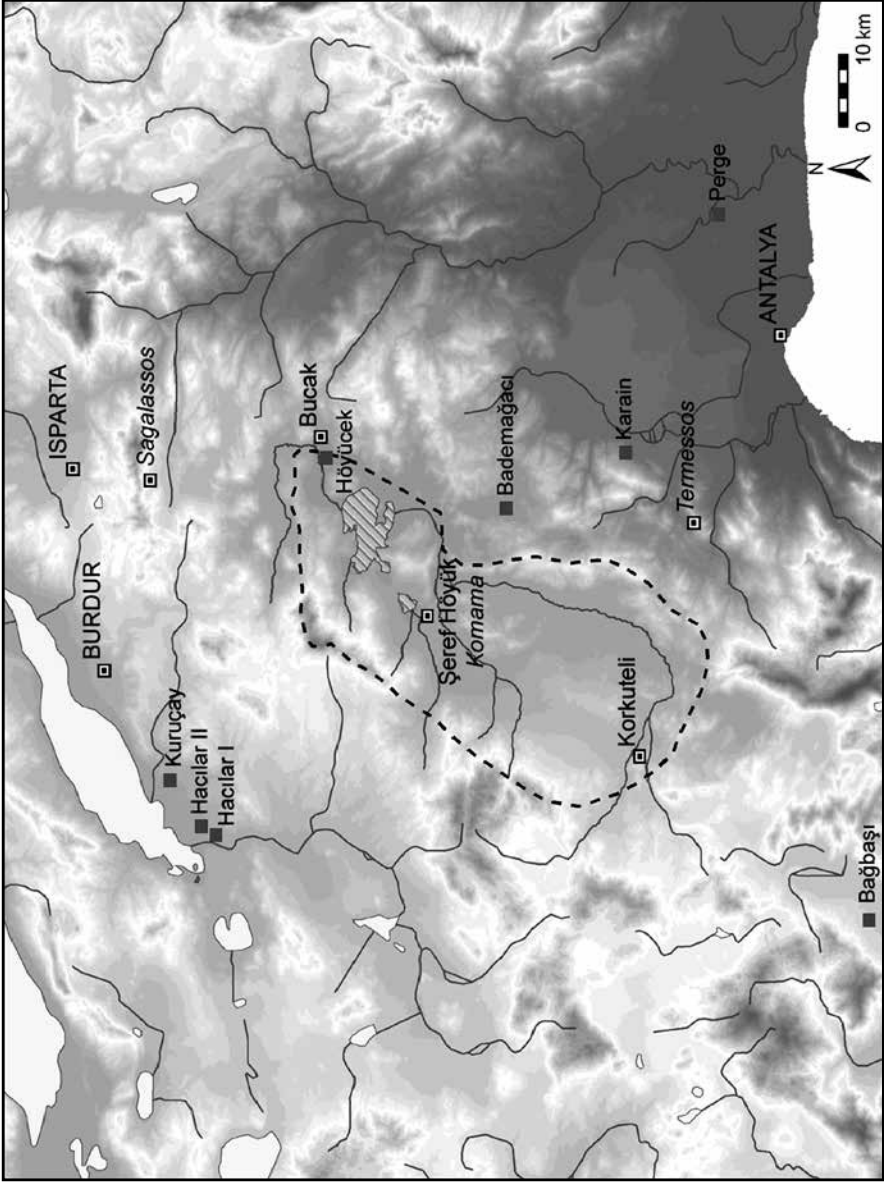 ISPARTA
Sagalassos
BURDUR
Kuruçay
Hacılar II
Hacılar I
Bucak
Höyücek
Şeref Höyük
Komama
Bademağacı
Karain
Perge
Termessos
ANTALYA
Korkuteli
Bağbaşı
N
0 10 km